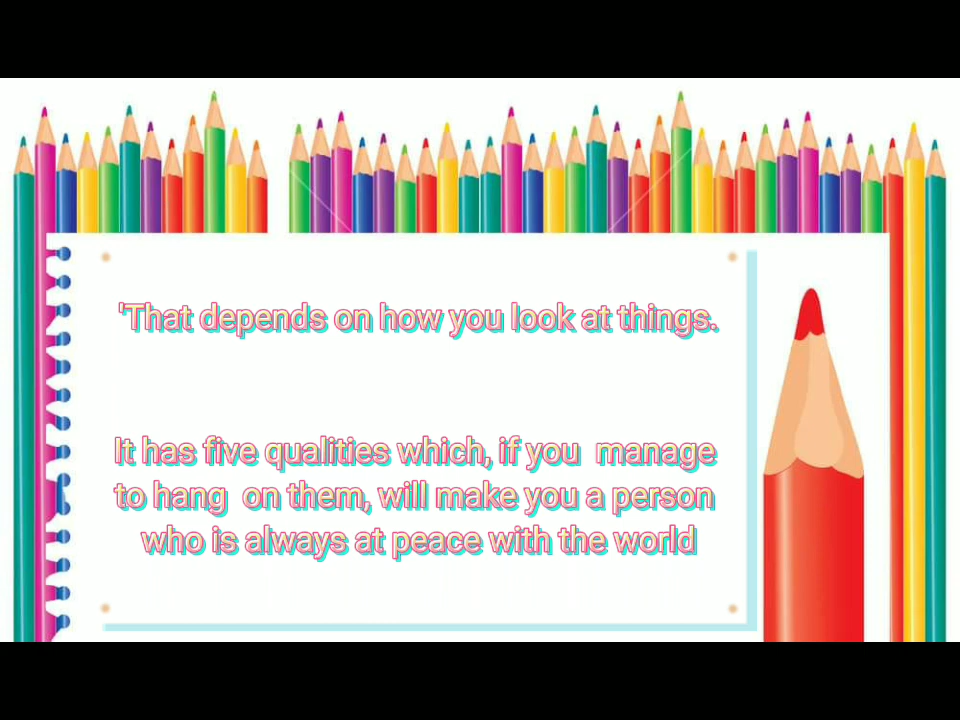 'That depends on how you look at things.
It has five qualities which, if you manage
to hang on them, will make you a person
who is always at peace with the world